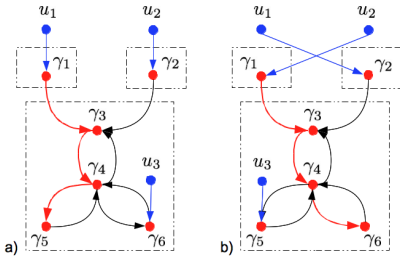 u₁ u₂ u₁ u₂
γ₁ γ₂ γ₁ γ₂
γ₃ γ₃
γ₄ u₃ u₃ γ₄
a) γ₅ γ₆ b) γ₅ γ₆